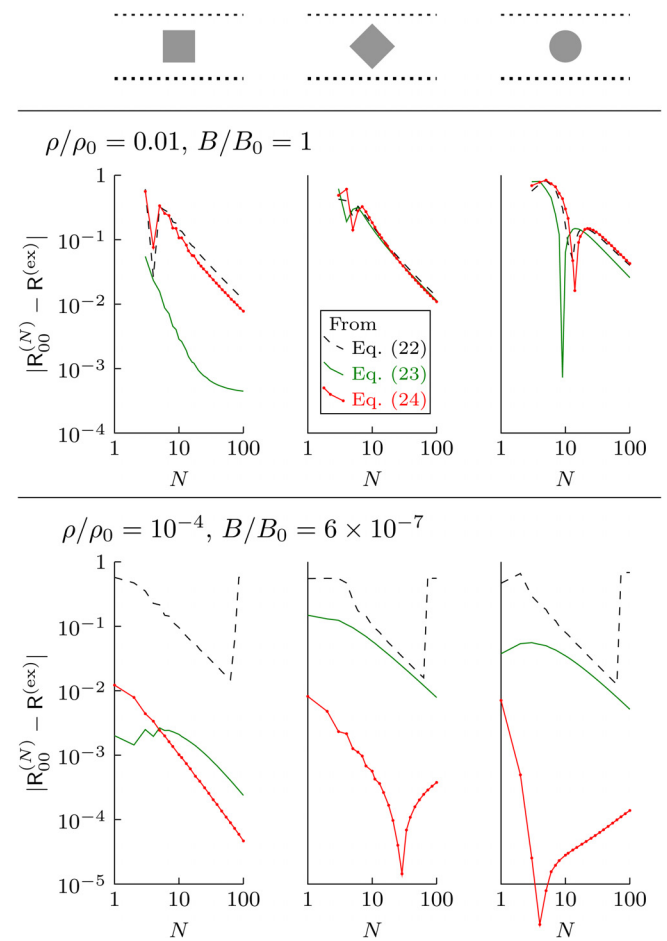 ρ/ρ₀ = 0.01, B/B₀ = 1
|R₀₀⁽ᴺ⁾ − R⁽ᵉˣ⁾|
1
10⁻¹
10⁻²
10⁻³
10⁻⁴
From
Eq. (22)
Eq. (23)
Eq. (24)
1 10 100 1 10 100 1 10 100
N N N
ρ/ρ₀ = 10⁻⁴, B/B₀ = 6 × 10⁻⁷
|R₀₀⁽ᴺ⁾ − R⁽ᵉˣ⁾|
1
10⁻¹
10⁻²
10⁻³
10⁻⁴
10⁻⁵
1 10 100 1 10 100 1 10 100
N N N